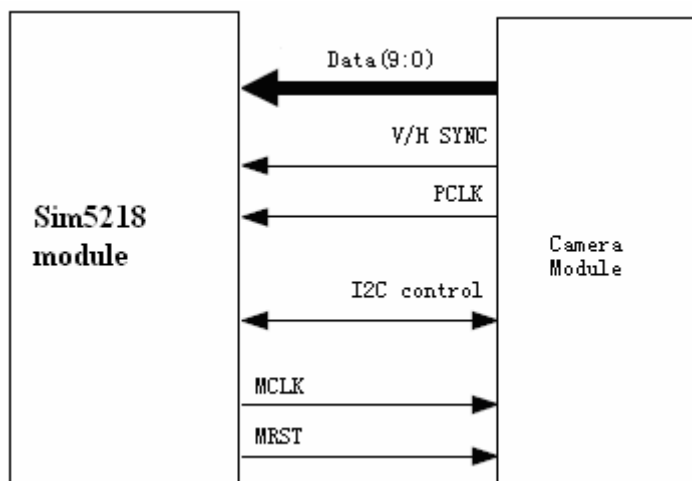 Data(9:0)
V/H SYNC
PCLK
Sim5218
module
Camera
Module
I2C control
MCLK
MRST